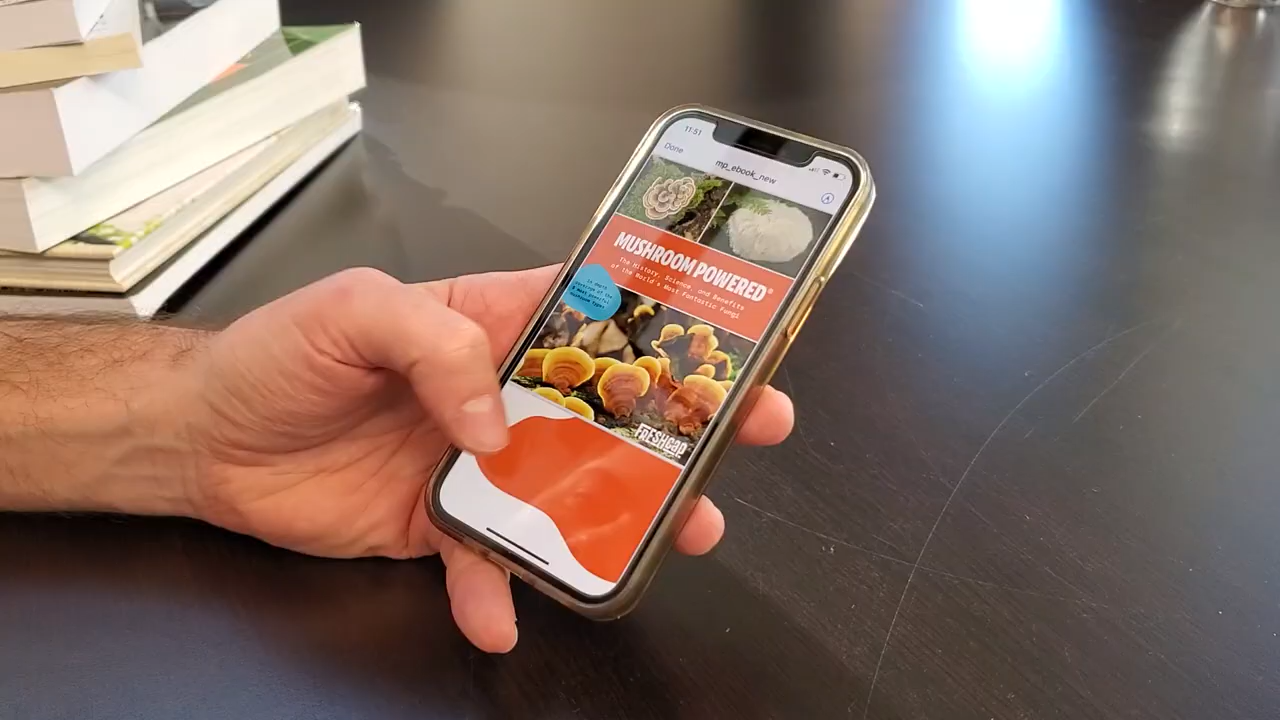 11:51
Done
mp_ebook_new
MUSHROOM POWERED®
The History, Science, and Benefits
of the World's Most Fantastic Fungi
FRESHCAP